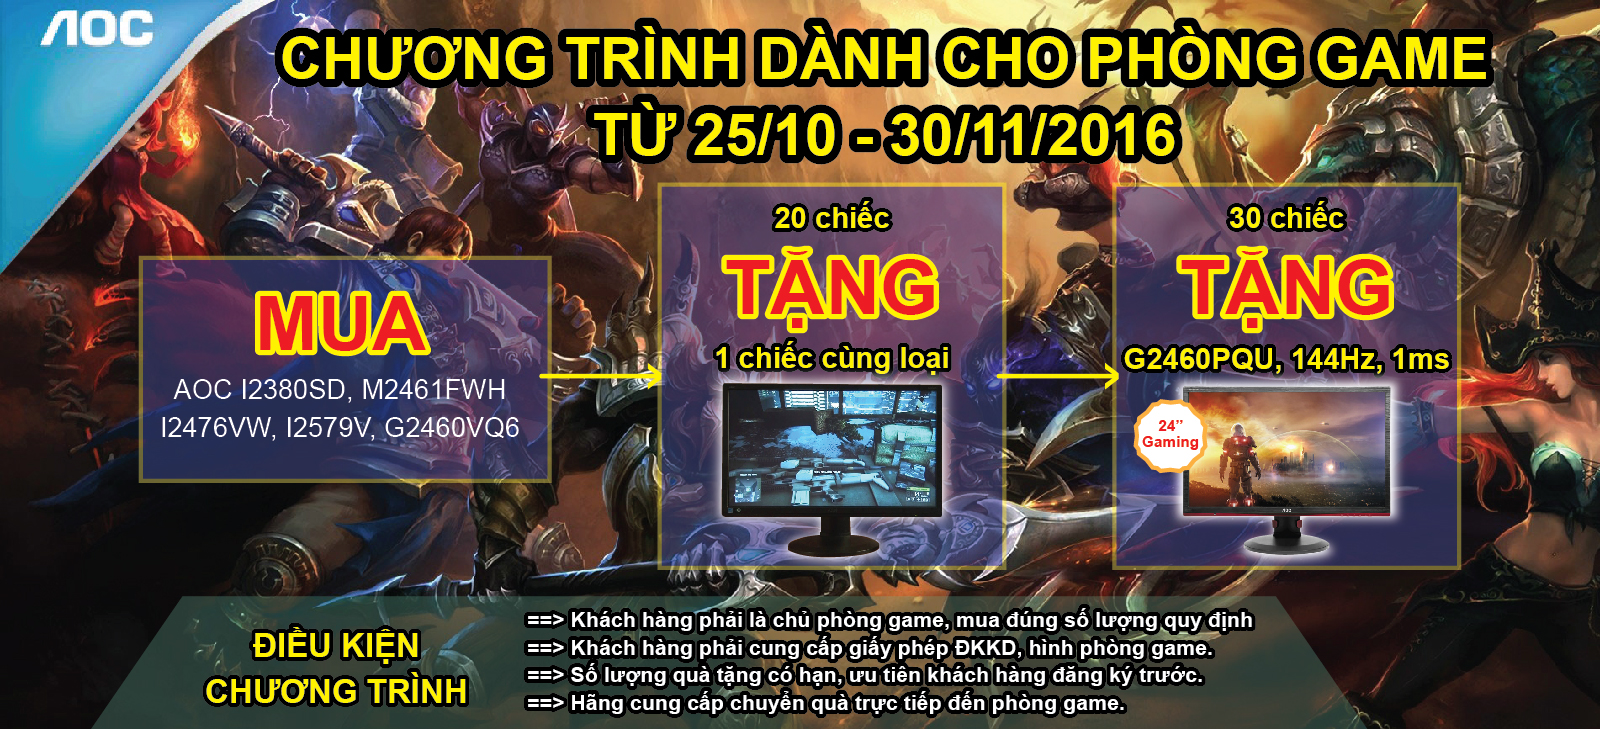 AOC
CHƯƠNG TRÌNH DÀNH CHO PHÒNG GAME
TỪ 25/10 - 30/11/2016
MUA
AOC I2380SD, M2461FWH
I2476VW, I2579V, G2460VQ6
20 chiếc
TẶNG
1 chiếc cùng loại
30 chiếc
TẶNG
G2460PQU, 144Hz, 1ms
24”
Gaming
AOC
ĐIỀU KIỆN
CHƯƠNG TRÌNH
==> Khách hàng phải là chủ phòng game, mua đúng số lượng quy định
==> Khách hàng phải cung cấp giấy phép ĐKKD, hình phòng game.
==> Số lượng quà tặng có hạn, ưu tiên khách hàng đăng ký trước.
==> Hãng cung cấp chuyển quà trực tiếp đến phòng game.